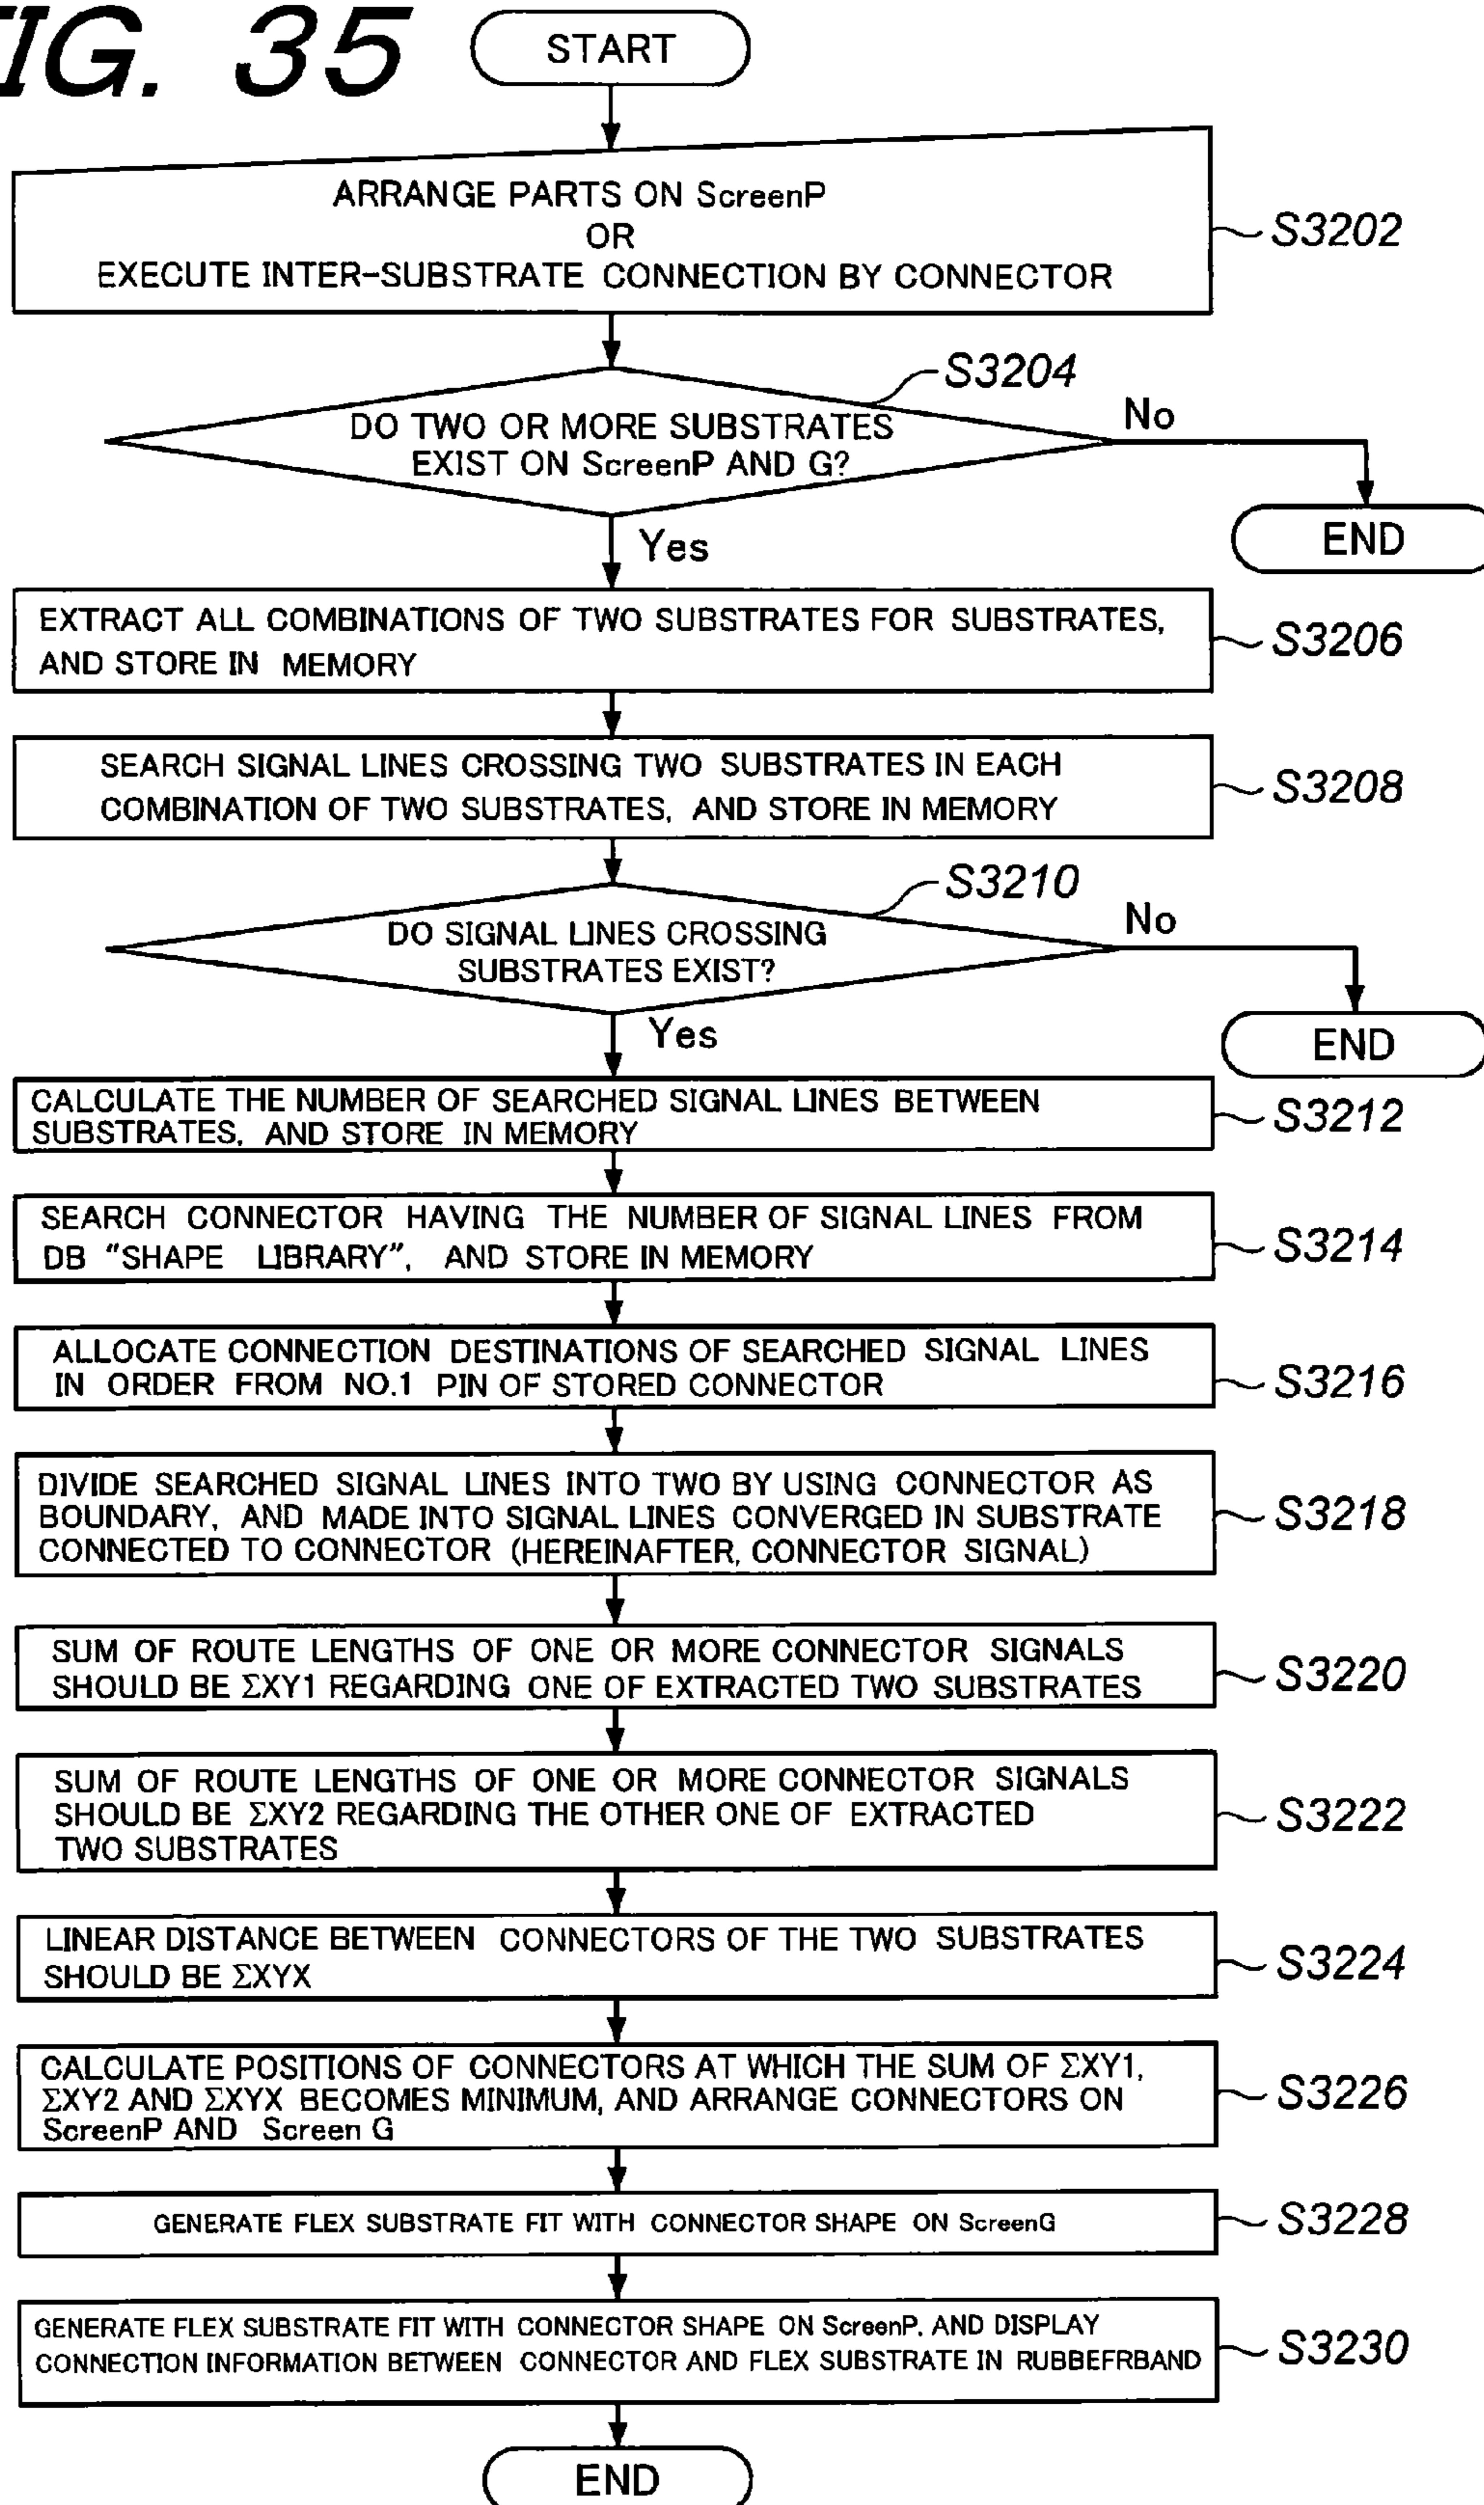 IG. 35
START
ARRANGE PARTS ON ScreenP
OR
EXECUTE INTER-SUBSTRATE CONNECTION BY CONNECTOR
S3202
S3204
DO TWO OR MORE SUBSTRATES
EXIST ON ScreenP AND G?
No
END
Yes
EXTRACT ALL COMBINATIONS OF TWO SUBSTRATES FOR SUBSTRATES,
AND STORE IN MEMORY
S3206
SEARCH SIGNAL LINES CROSSING TWO SUBSTRATES IN EACH
COMBINATION OF TWO SUBSTRATES, AND STORE IN MEMORY
S3208
S3210
DO SIGNAL LINES CROSSING
SUBSTRATES EXIST?
No
END
Yes
CALCULATE THE NUMBER OF SEARCHED SIGNAL LINES BETWEEN
SUBSTRATES, AND STORE IN MEMORY
S3212
SEARCH CONNECTOR HAVING THE NUMBER OF SIGNAL LINES FROM
DB "SHAPE LIBRARY", AND STORE IN MEMORY
S3214
ALLOCATE CONNECTION DESTINATIONS OF SEARCHED SIGNAL LINES
IN ORDER FROM NO.1 PIN OF STORED CONNECTOR
S3216
DIVIDE SEARCHED SIGNAL LINES INTO TWO BY USING CONNECTOR AS
BOUNDARY, AND MADE INTO SIGNAL LINES CONVERGED IN SUBSTRATE
CONNECTED TO CONNECTOR (HEREINAFTER, CONNECTOR SIGNAL)
S3218
SUM OF ROUTE LENGTHS OF ONE OR MORE CONNECTOR SIGNALS
SHOULD BE ΣXY1 REGARDING ONE OF EXTRACTED TWO SUBSTRATES
S3220
SUM OF ROUTE LENGTHS OF ONE OR MORE CONNECTOR SIGNALS
SHOULD BE ΣXY2 REGARDING THE OTHER ONE OF EXTRACTED
TWO SUBSTRATES
S3222
LINEAR DISTANCE BETWEEN CONNECTORS OF THE TWO SUBSTRATES
SHOULD BE ΣXYX
S3224
CALCULATE POSITIONS OF CONNECTORS AT WHICH THE SUM OF ΣXY1,
ΣXY2 AND ΣXYX BECOMES MINIMUM, AND ARRANGE CONNECTORS ON
ScreenP AND Screen G
S3226
GENERATE FLEX SUBSTRATE FIT WITH CONNECTOR SHAPE ON ScreenG
S3228
GENERATE FLEX SUBSTRATE FIT WITH CONNECTOR SHAPE ON ScreenP, AND DISPLAY
CONNECTION INFORMATION BETWEEN CONNECTOR AND FLEX SUBSTRATE IN RUBBEFRBAND
S3230
END